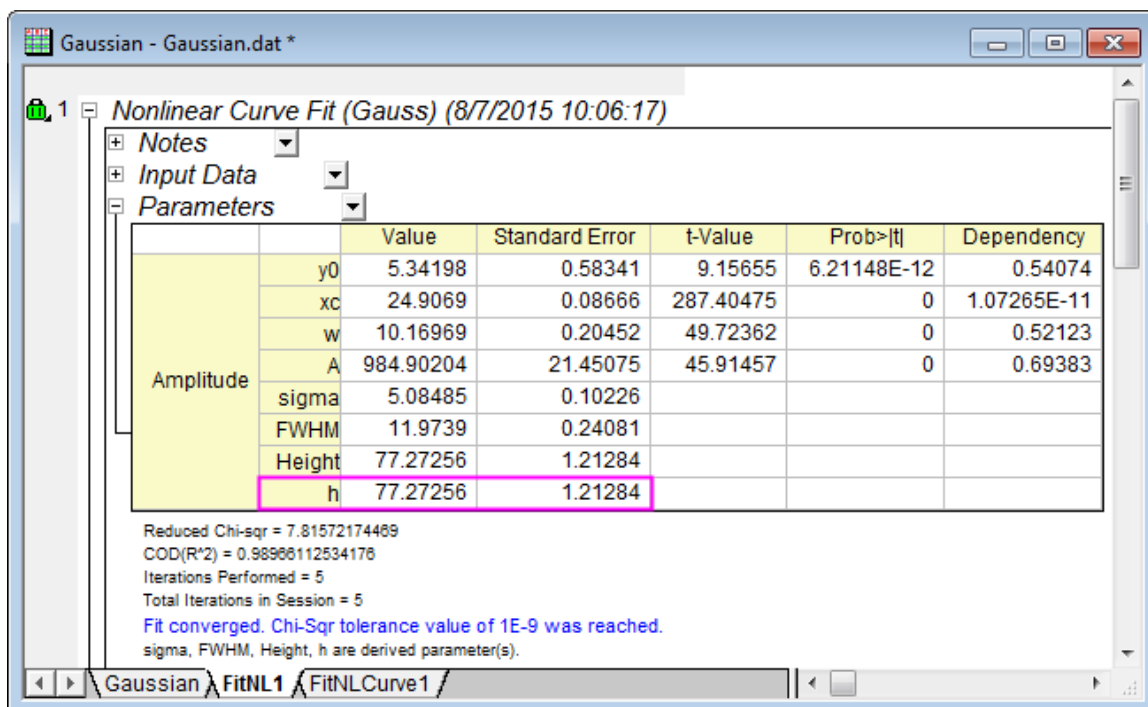 Gaussian - Gaussian.dat *
1 Nonlinear Curve Fit (Gauss) (8/7/2015 10:06:17)
Notes
Input Data
Parameters
Value Standard Error t-Value Prob>|t| Dependency
Amplitude
y0 5.34198 0.58341 9.15655 6.21148E-12 0.54074
xc 24.9069 0.08666 287.40475 0 1.07265E-11
w 10.16969 0.20452 49.72362 0 0.52123
A 984.90204 21.45075 45.91457 0 0.69383
sigma 5.08485 0.10226
FWHM 11.9739 0.24081
Height 77.27256 1.21284
h 77.27256 1.21284
Reduced Chi-sqr = 7.81572174469
COD(R^2) = 0.98966112534176
Iterations Performed = 5
Total Iterations in Session = 5
Fit converged. Chi-Sqr tolerance value of 1E-9 was reached.
sigma, FWHM, Height, h are derived parameter(s).
Gaussian FitNL1 FitNLCurve1